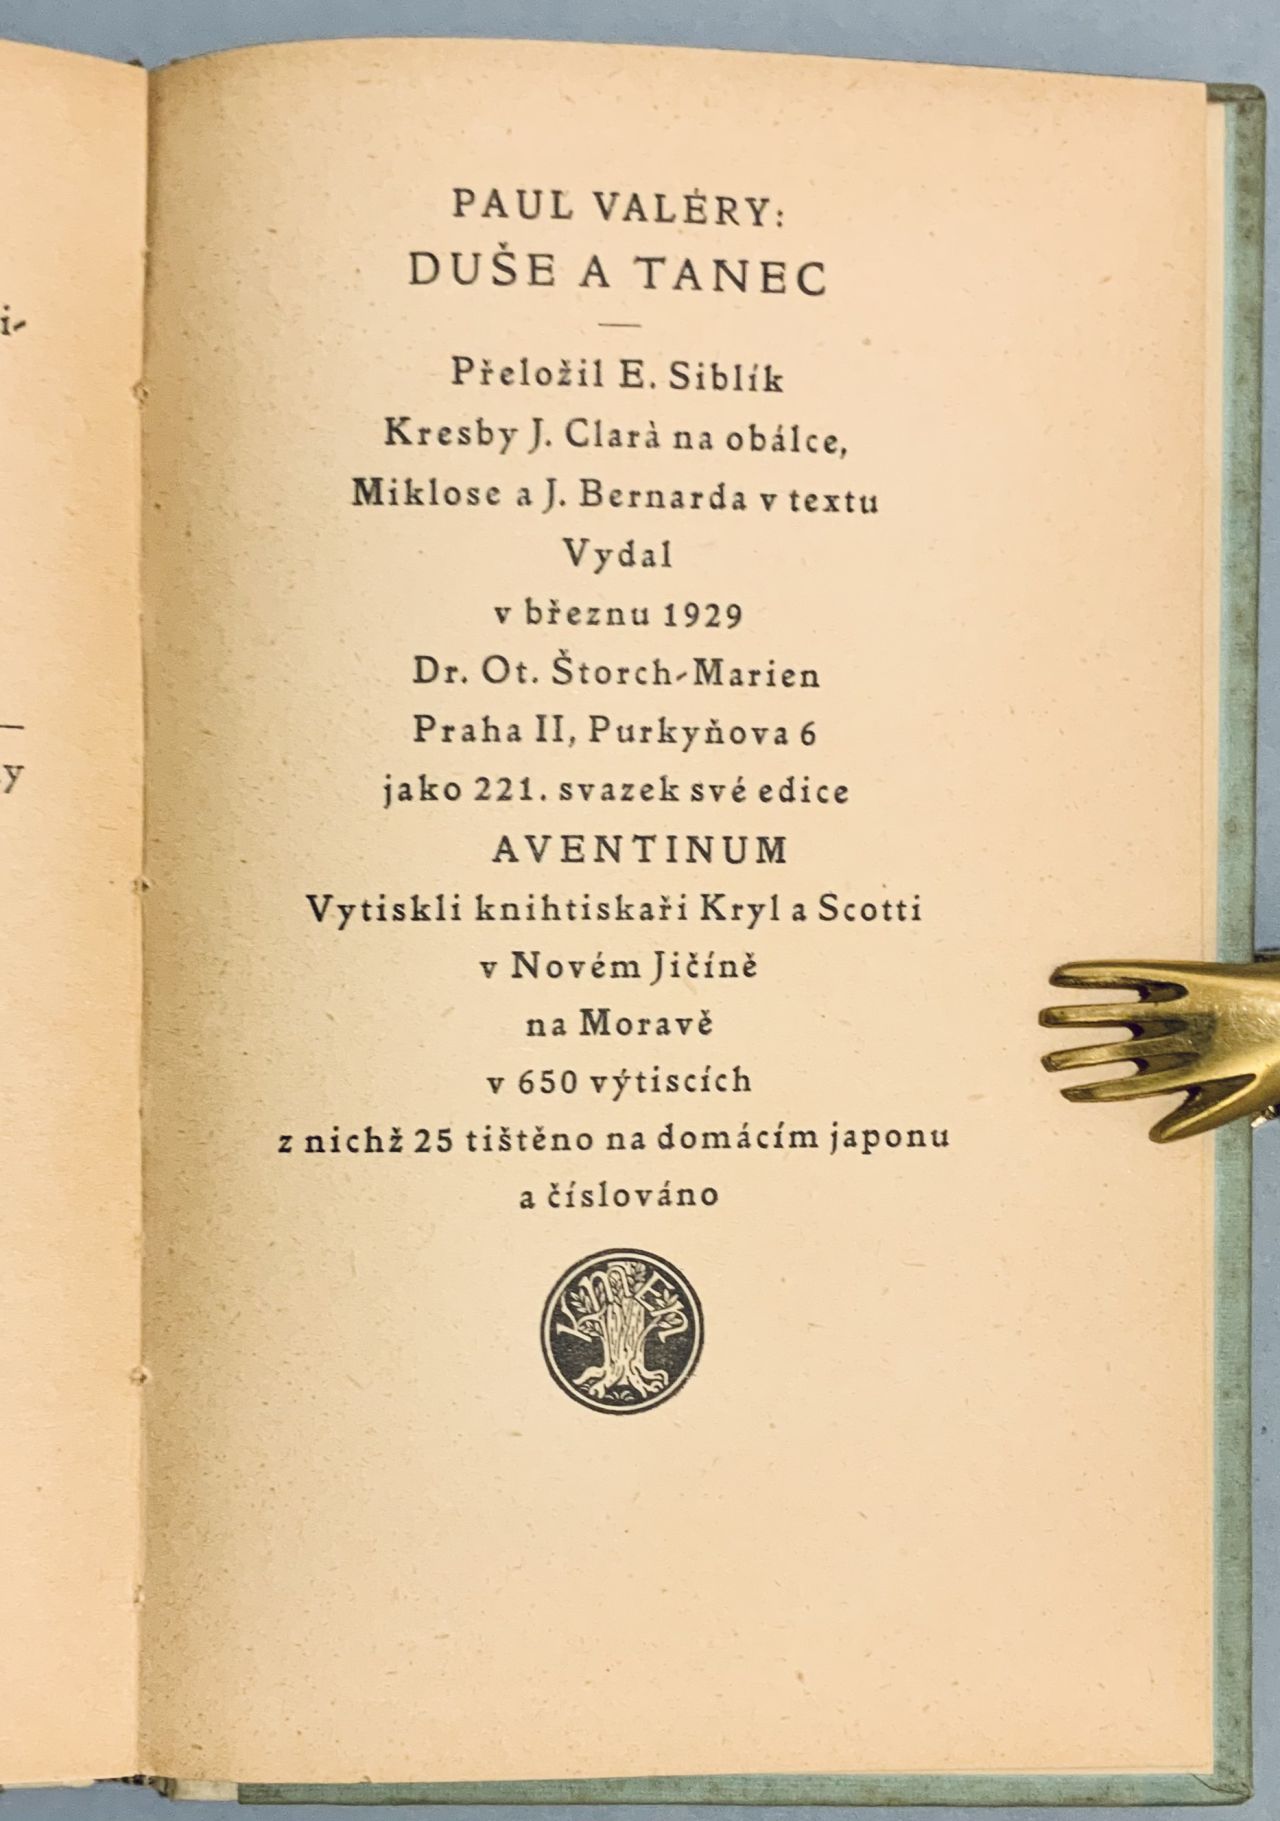 PAUL VALÉRY:
DUŠE A TANEC
Přeložil E. Siblík
Kresby J. Clarà na obálce,
Miklose a J. Bernarda v textu
Vydal
v březnu 1929
Dr. Ot. Štorch-Marien
Praha II, Purkyňova 6
jako 221. svazek své edice
AVENTINUM
Vytiskli knihtiskaři Kryl a Scotti
v Novém Jičíně
na Moravě
v 650 výtiscích
z nichž 25 tištěno na domácím japonu
a číslováno
KMEN